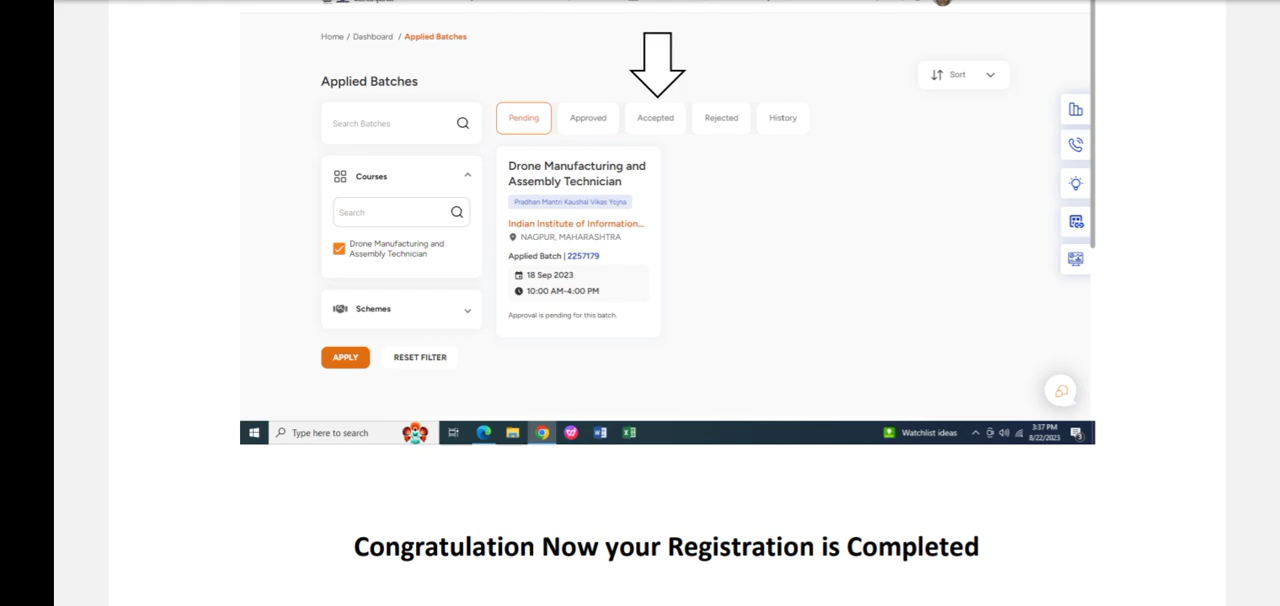 Home / Dashboard / Applied Batches
Applied Batches
Sort
Search Batches
Pending
Approved
Accepted
Rejected
History
Courses
Search
Drone Manufacturing and
Assembly Technician
Schemes
APPLY
RESET FILTER
Drone Manufacturing and
Assembly Technician
Pradhan Mantri Kaushal Vikas Yojna
Indian Institute of Information...
NAGPUR, MAHARASHTRA
Applied Batch | 2257179
18 Sep 2023
10:00 AM-4:00 PM
Approval is pending for this batch.
Type here to search
Watchlist ideas
3:37 PM
8/22/2023
3
Congratulation Now your Registration is Completed